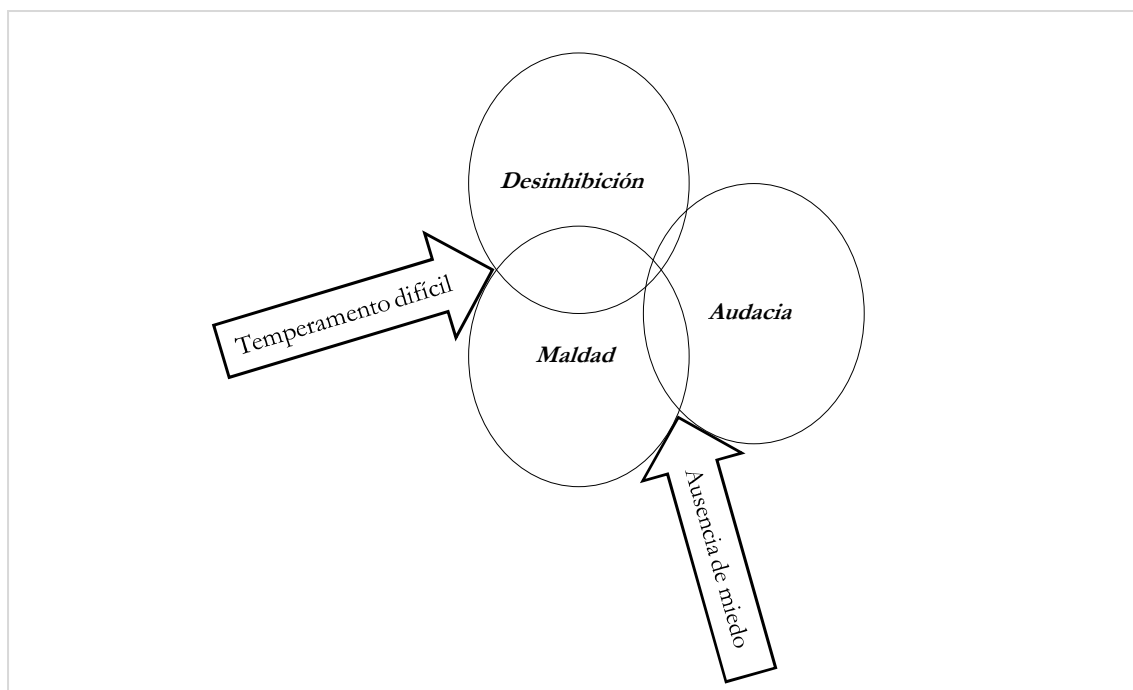 Desinhibición
Temperamento difícil
Audacia
Maldad
Ausencia de miedo